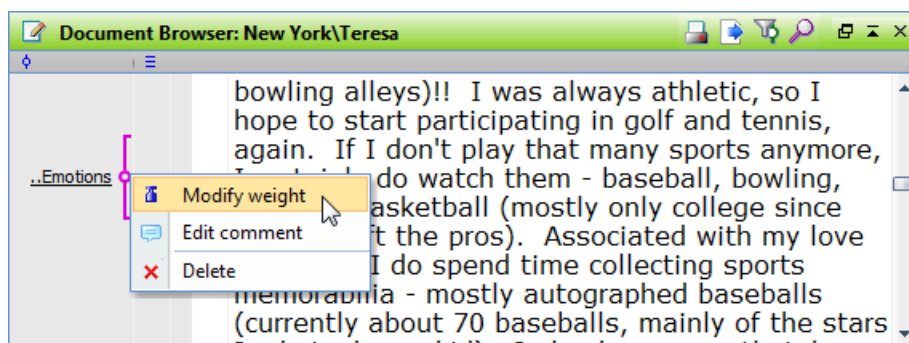 Document Browser: New York\Teresa
bowling alleys)!! I was always athletic, so I
hope to start participating in golf and tennis,
again. If I don't play that many sports anymore,
..Emotions
do watch them - baseball, bowling,
Modify weight
(mostly only college since
Edit comment
the pros). Associated with my love
Delete
I do spend time collecting sports
memorabilia - mostly autographed baseballs
(currently about 70 baseballs, mainly of the stars